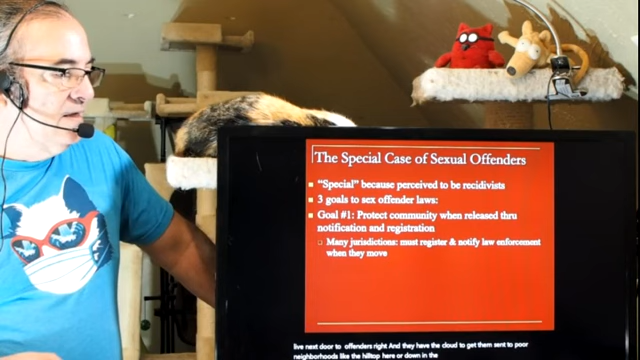 The Special Case of Sexual Offenders
"Special" because perceived to be recidivists
3 goals to sex offender laws:
Goal #1: Protect community when released thru
notification and registration
Many jurisdictions: must register & notify law enforcement
when they move
live next door to offenders right And they have the cloud to get them sent to poor
neighborhoods like the hilltop here or down in the